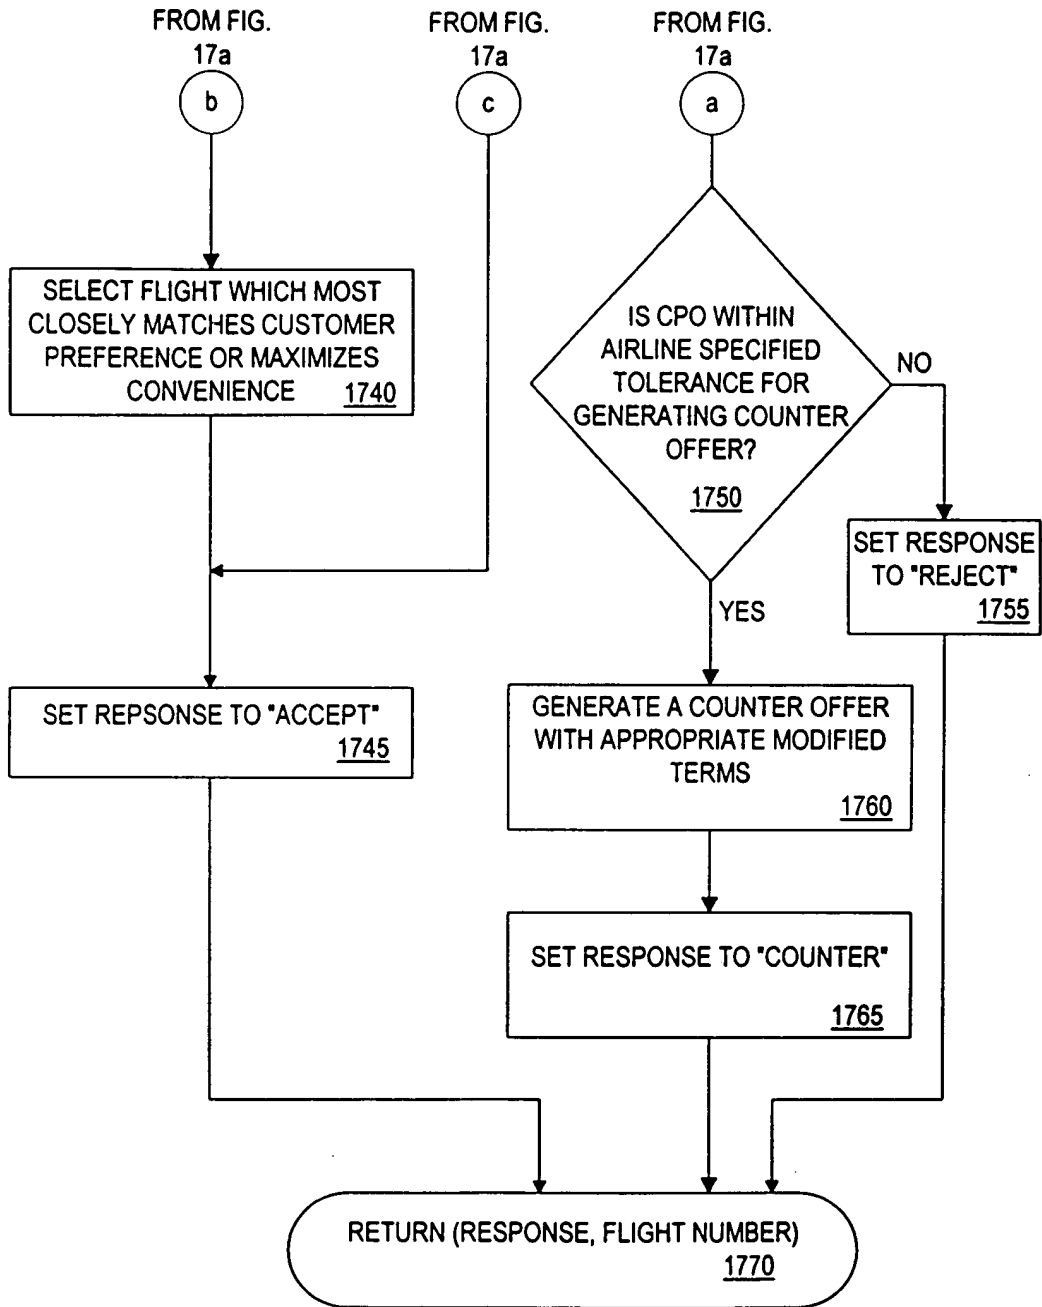 FROM FIG.
17a
b
FROM FIG.
17a
c
FROM FIG.
17a
a
SELECT FLIGHT WHICH MOST
CLOSELY MATCHES CUSTOMER
PREFERENCE OR MAXIMIZES
CONVENIENCE 1740
IS CPO WITHIN
AIRLINE SPECIFIED
TOLERANCE FOR
GENERATING COUNTER
OFFER?
1750
NO
YES
SET RESPONSE
TO "REJECT"
1755
SET REPSONSE TO "ACCEPT"
1745
GENERATE A COUNTER OFFER
WITH APPROPRIATE MODIFIED
TERMS
1760
SET RESPONSE TO "COUNTER"
1765
RETURN (RESPONSE, FLIGHT NUMBER)
1770